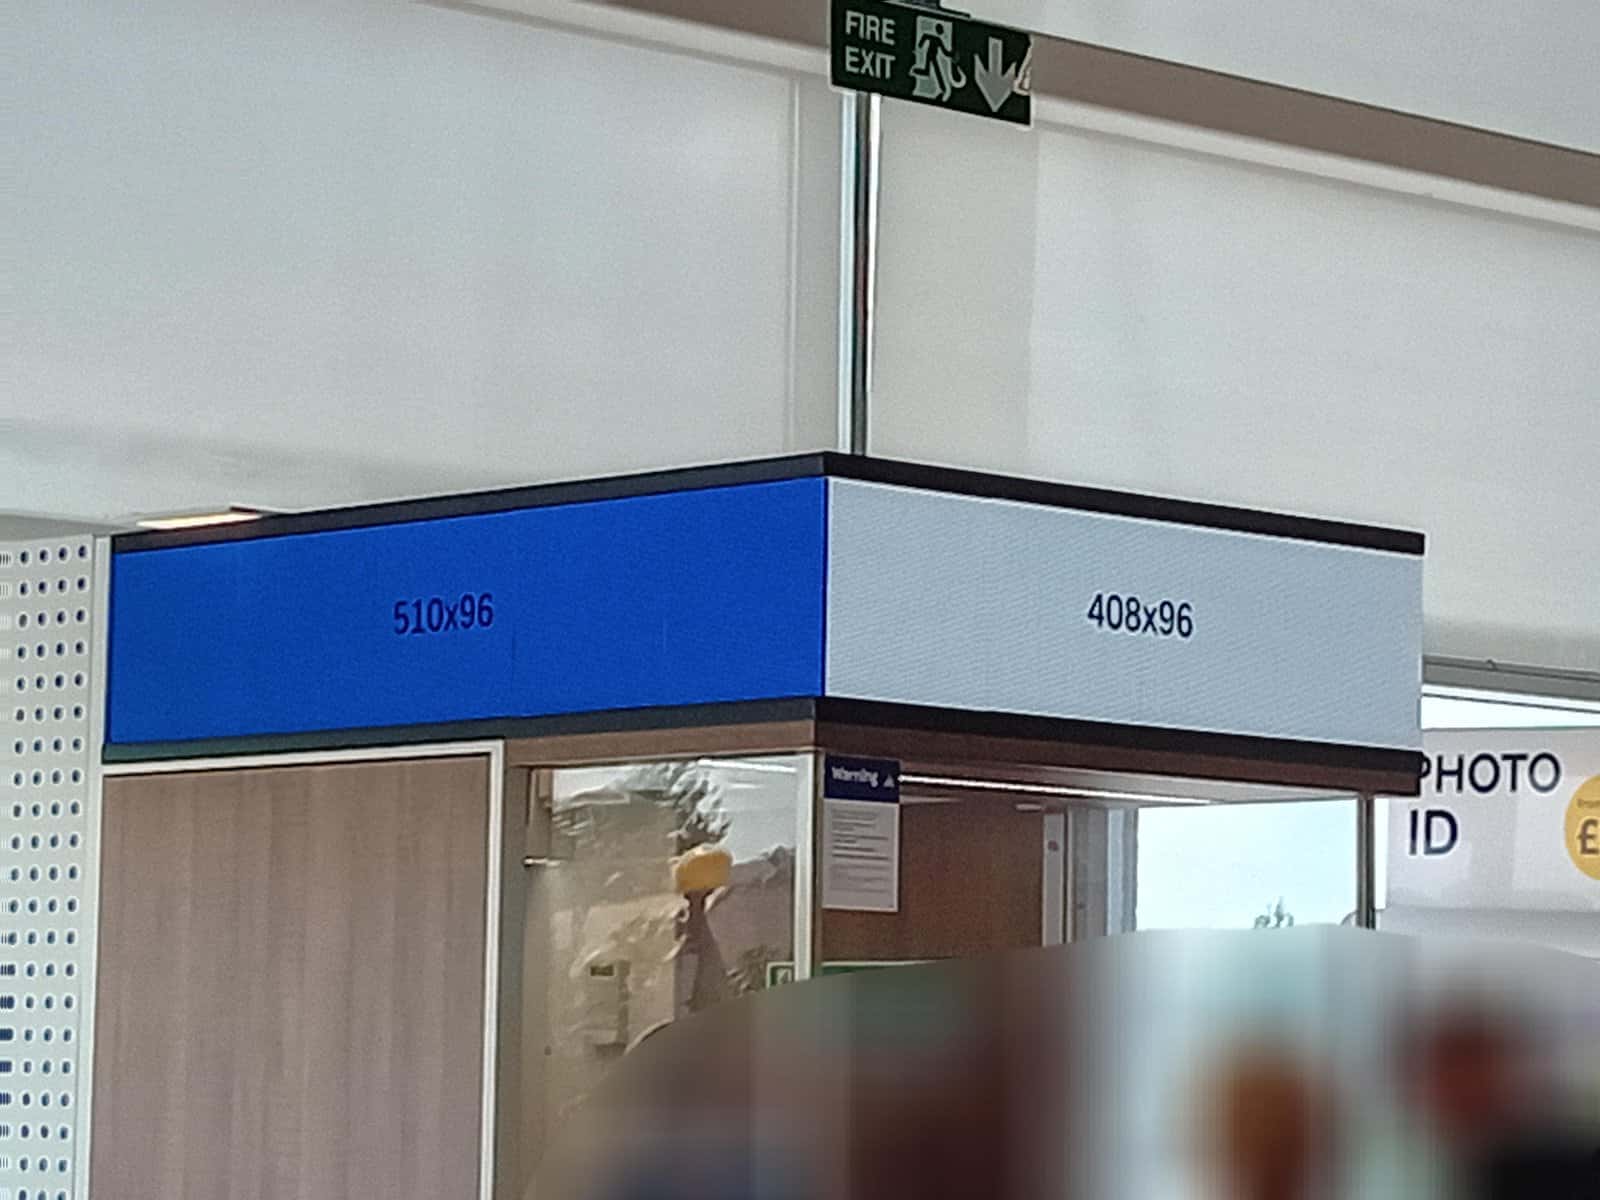 FIRE
EXIT
510x96
408x96
Warning
PHOTO
ID
£